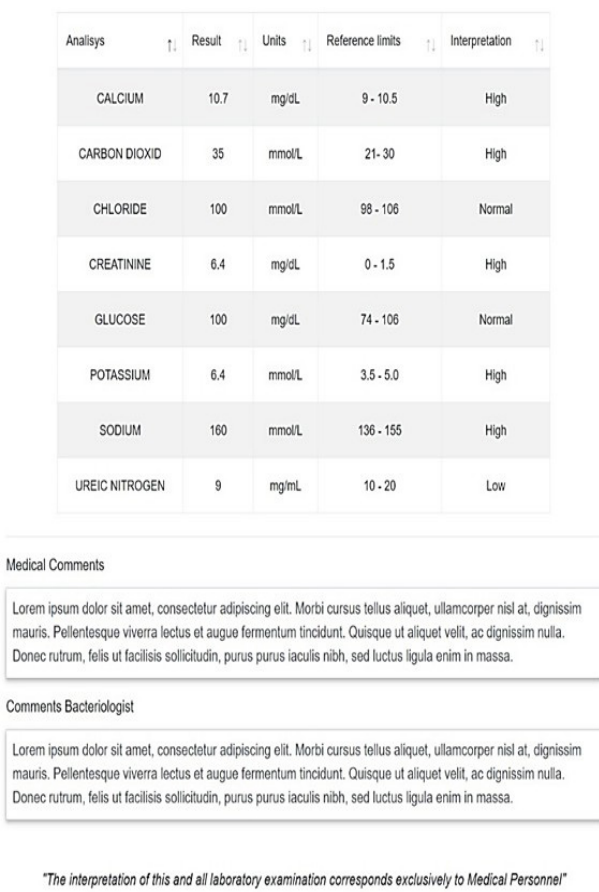 Analisys Result Units Reference limits Interpretation
CALCIUM 10.7 mg/dL 9 - 10.5 High
CARBON DIOXID 35 mmol/L 21- 30 High
CHLORIDE 100 mmol/L 98 - 106 Normal
CREATININE 6.4 mg/dL 0 - 1.5 High
GLUCOSE 100 mg/dL 74 - 106 Normal
POTASSIUM 6.4 mmol/L 3.5 - 5.0 High
SODIUM 160 mmol/L 136 - 155 High
UREIC NITROGEN 9 mg/mL 10 - 20 Low
Medical Comments
Lorem ipsum dolor sit amet, consectetur adipiscing elit. Morbi cursus tellus aliquet, ullamcorper nisl at, dignissim
mauris. Pellentesque viverra lectus et augue fermentum tincidunt. Quisque ut aliquet velit, ac dignissim nulla.
Donec rutrum, felis ut facilisis sollicitudin, purus purus iaculis nibh, sed luctus ligula enim in massa.
Comments Bacteriologist
Lorem ipsum dolor sit amet, consectetur adipiscing elit. Morbi cursus tellus aliquet, ullamcorper nisl at, dignissim
mauris. Pellentesque viverra lectus et augue fermentum tincidunt. Quisque ut aliquet velit, ac dignissim nulla.
Donec rutrum, felis ut facilisis sollicitudin, purus purus iaculis nibh, sed luctus ligula enim in massa.
"The interpretation of this and all laboratory examination corresponds exclusively to Medical Personnel"